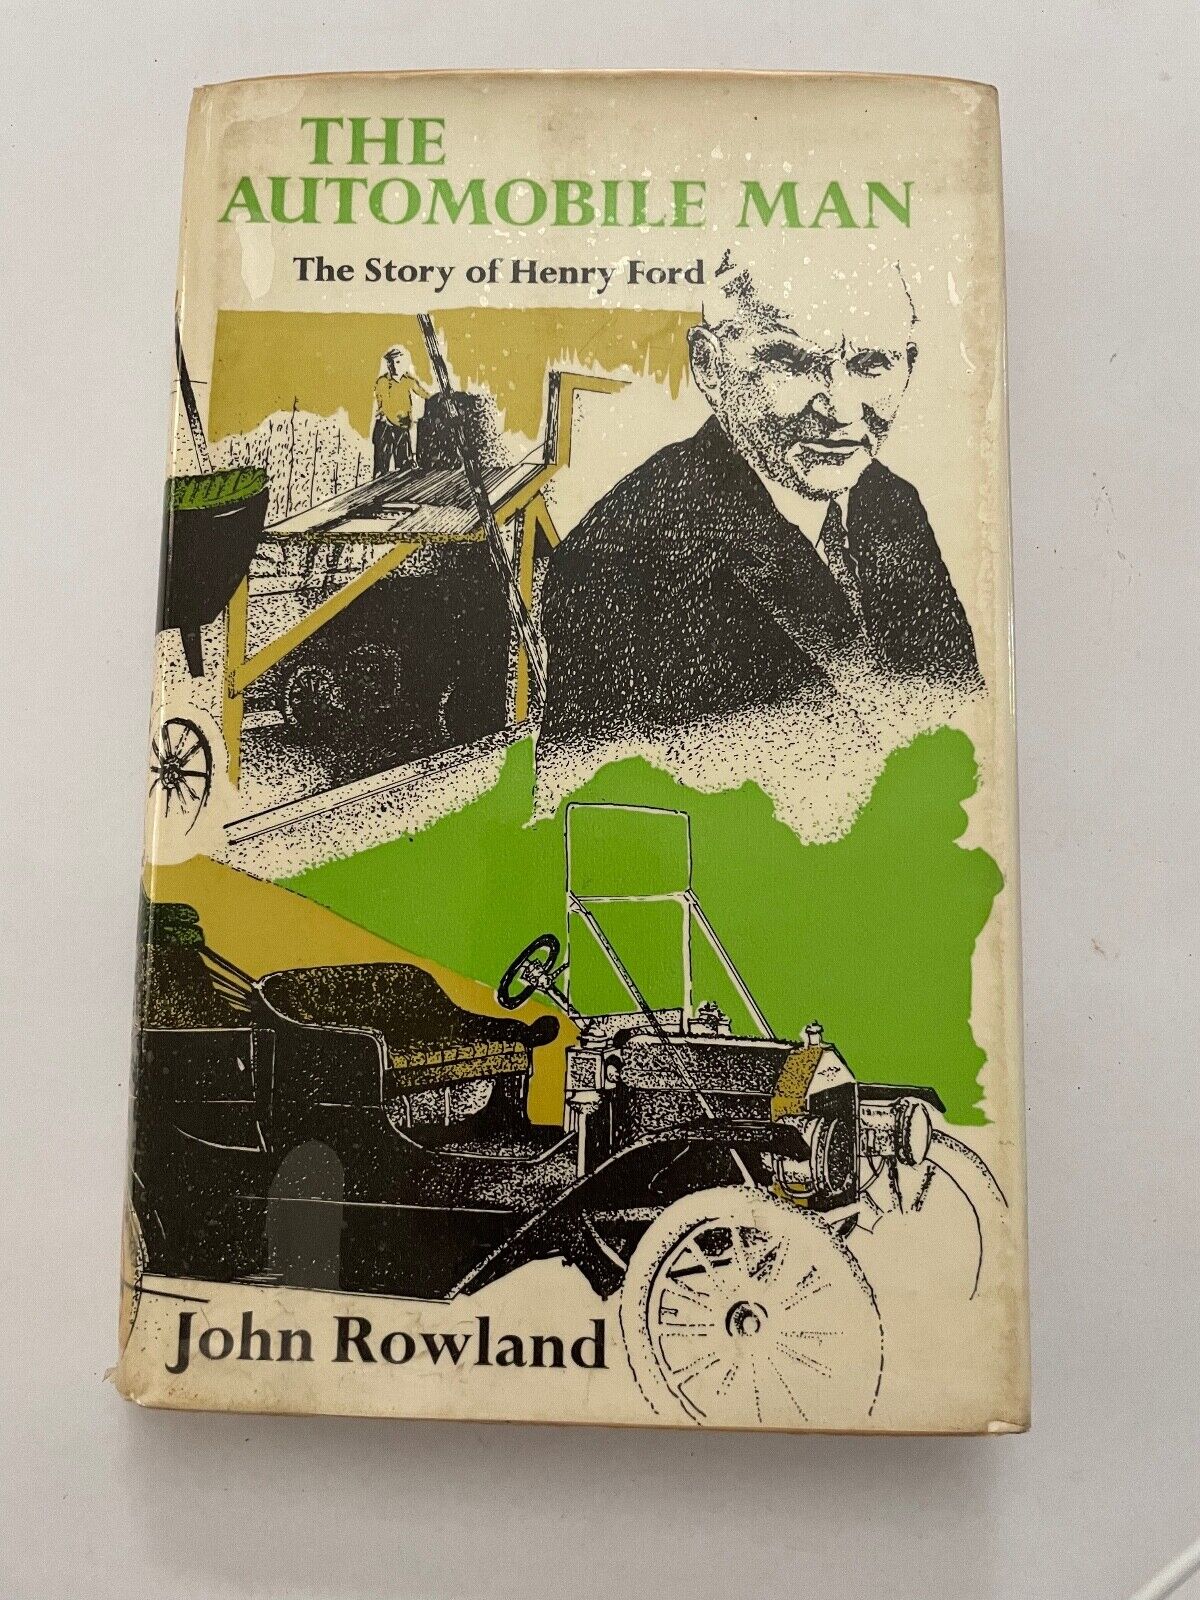 THE
AUTOMOBILE MAN
The Story of Henry Ford
John Rowland